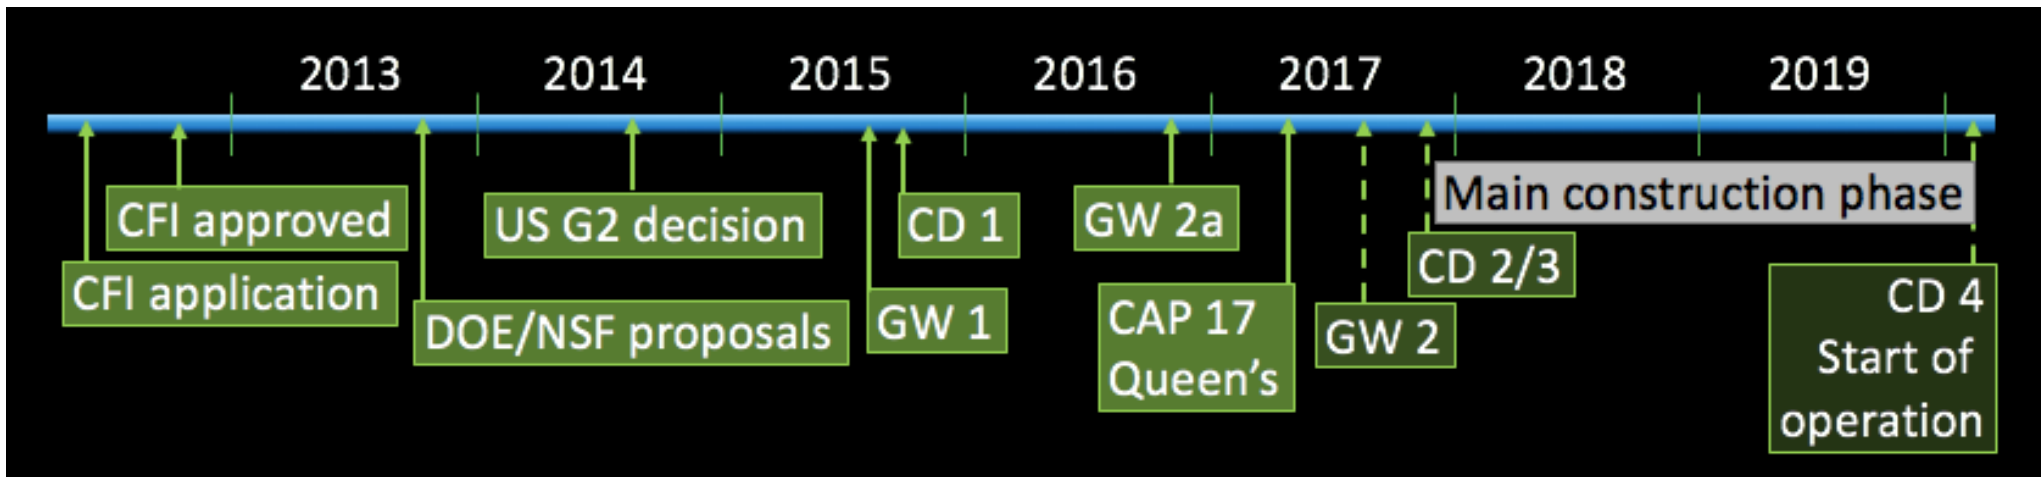 2013 2014 2015 2016 2017 2018 2019
CFI approved
CFI application
DOE/NSF proposals
US G2 decision
GW 1
CD 1
GW 2a
CAP 17
Queen's
GW 2
CD 2/3
Main construction phase
CD 4
Start of
operation